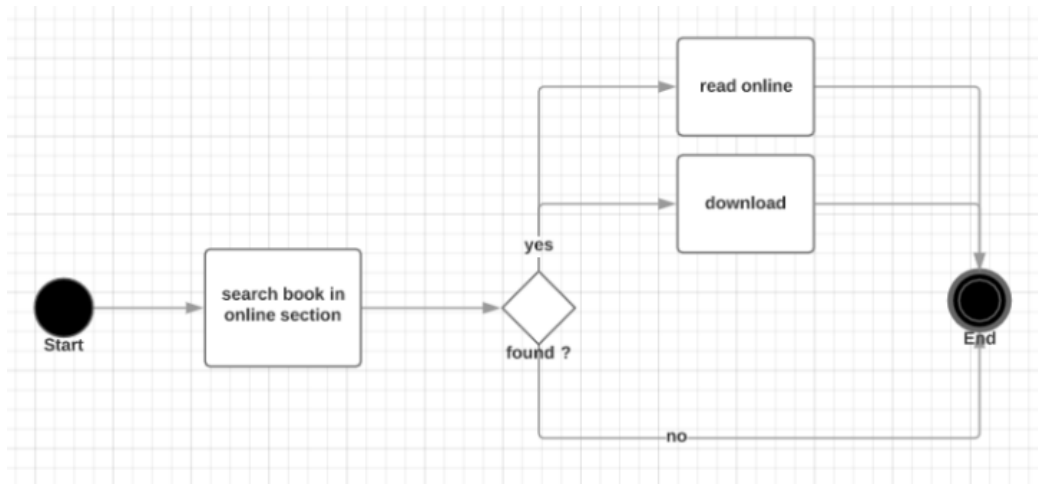 read online
download
yes
search book in
online section
Start
found ?
End
no